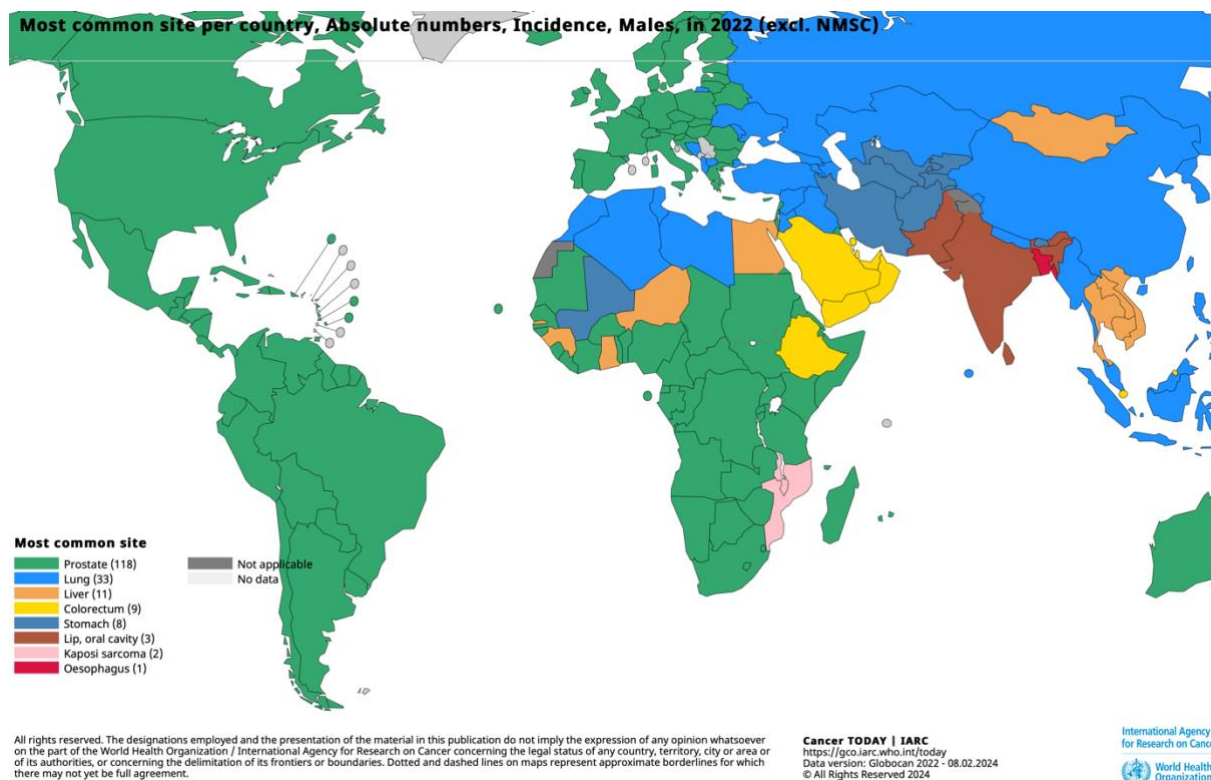 Most common site per country, Absolute numbers, Incidence, Males, in 2022 (excl. NMSC)
Most common site
Prostate (118)
Lung (33)
Liver (11)
Colorectum (9)
Stomach (8)
Lip, oral cavity (3)
Kaposi sarcoma (2)
Oesophagus (1)
Not applicable
No data
All rights reserved. The designations employed and the presentation of the material in this publication do not imply the expression of any opinion whatsoever
on the part of the World Health Organization / International Agency for Research on Cancer concerning the legal status of any country, territory, city or area or
of its authorities, or concerning the delimitation of its frontiers or boundaries. Dotted and dashed lines on maps represent approximate borderlines for which
there may not yet be full agreement.
Cancer TODAY | IARC
https://gco.iarc.who.int/today
Data version: Globocan 2022 - 08.02.2024
© All Rights Reserved 2024
International Agency
for Research on Cance
World Health
Organization